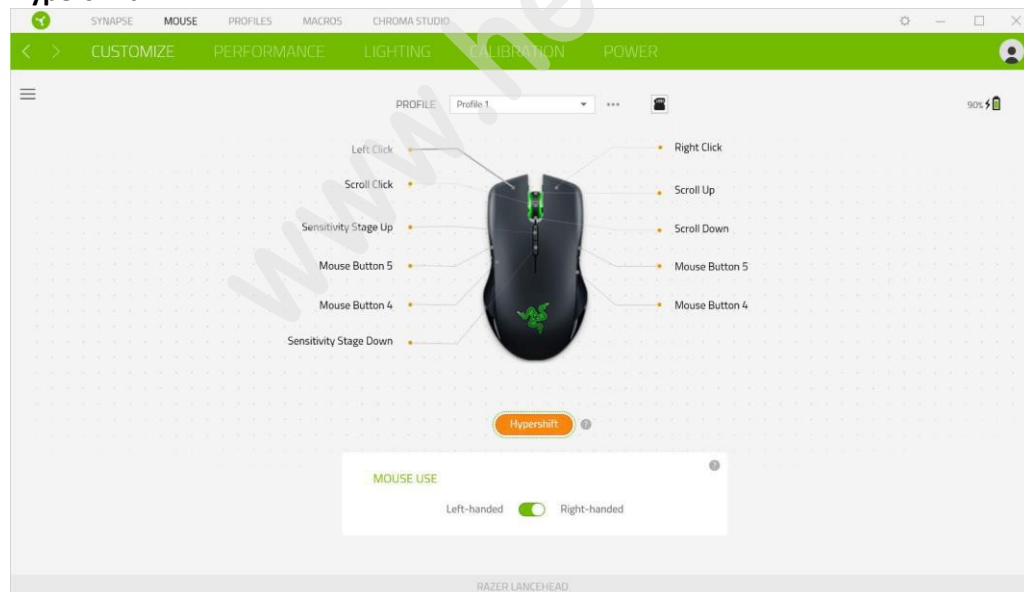 SYNAPSE MOUSE PROFILES MACROS CHROMA STUDIO
CUSTOMIZE PERFORMANCE LIGHTING CALIBRATION POWER
PROFILE Profile 1 90%
Left Click Right Click
Scroll Click Scroll Up
Sensitivity Stage Up Scroll Down
Mouse Button 5 Mouse Button 5
Mouse Button 4 Mouse Button 4
Sensitivity Stage Down
Hypershift ?
MOUSE USE ?
Left-handed Right-handed
RAZER LANCEHEAD